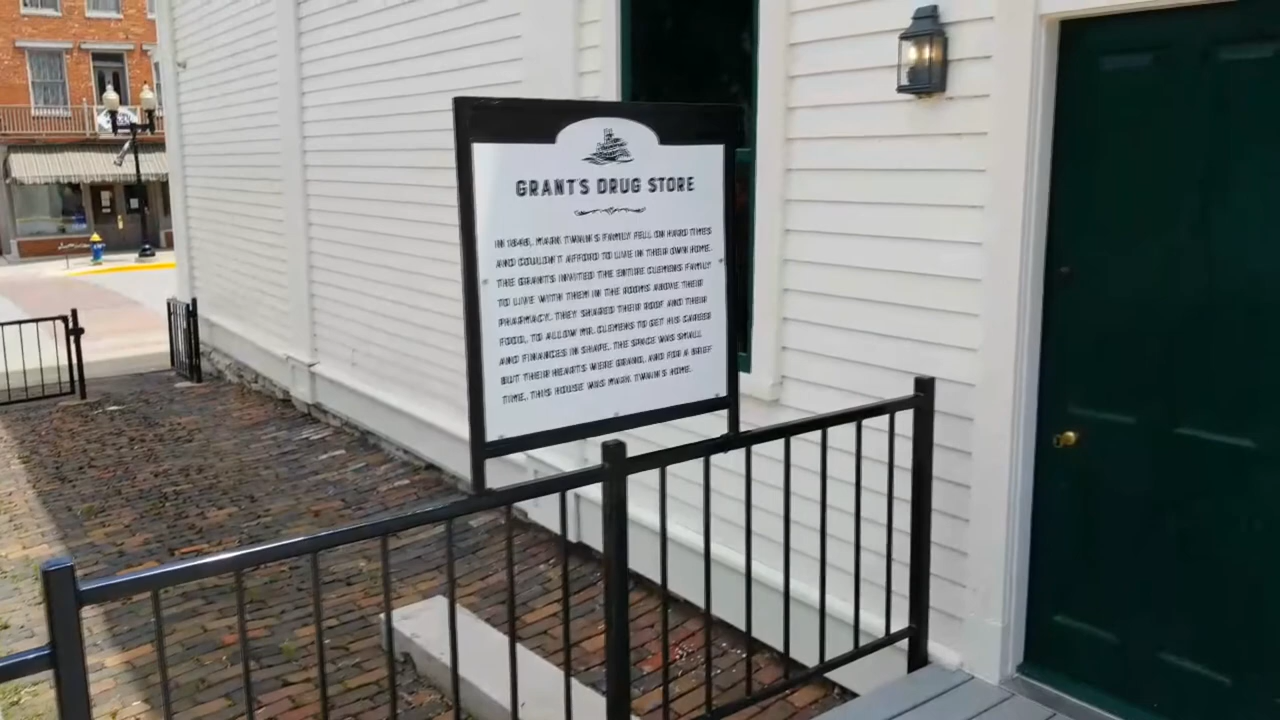 GRANT'S DRUG STORE
IN 1846, MARK TWAIN'S FAMILY FELL ON HARD TIMES
AND COULDN'T AFFORD TO LIVE IN THEIR OWN HOME.
THE GRANTS INVITED THE ENTIRE CLEMENS FAMILY
TO LIVE WITH THEM IN THE ROOMS ABOVE THEIR
PHARMACY. THEY SHARED THEIR ROOF AND THEIR
FOOD, TO ALLOW MR. CLEMENS TO GET HIS CAREER
AND FINANCES IN SHAPE. THE SPACE WAS SMALL
BUT THEIR HEARTS WERE GRAND, AND FOR A BRIEF
TIME, THIS HOUSE WAS MARK TWAIN'S HOME.